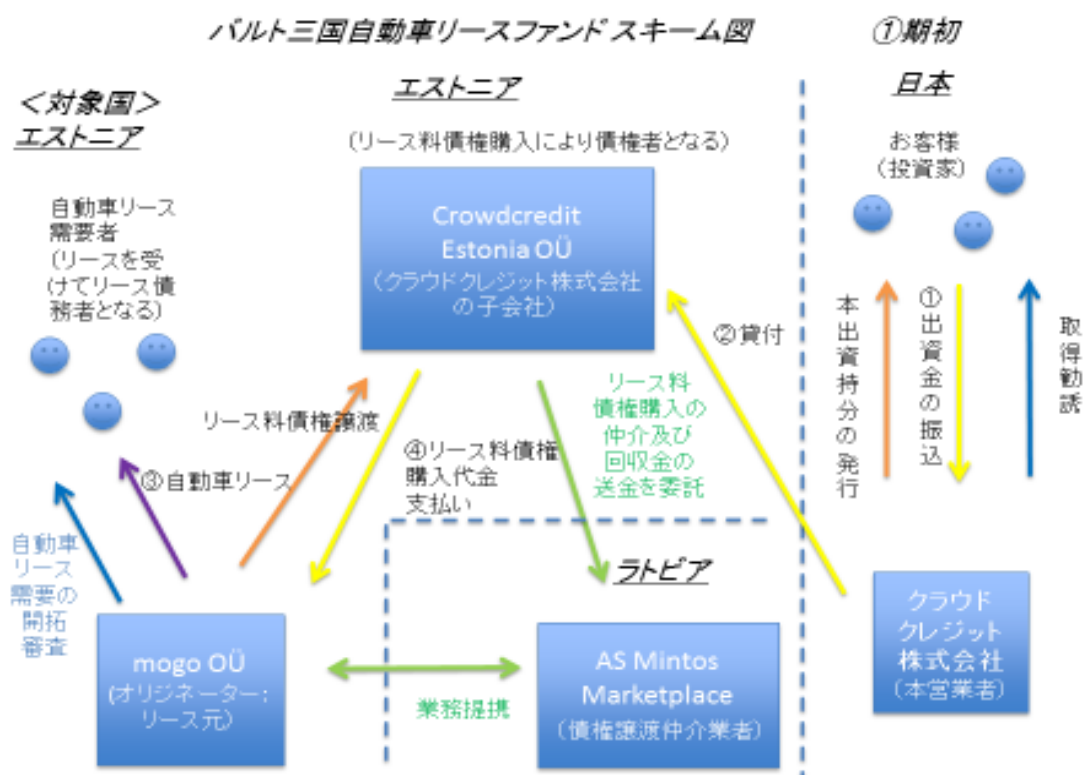 バルト三国自動車リースファンドスキーム図
①期初
＜対象国＞
エストニア
エストニア
日本
(リース料債権購入により債権者となる)
お客様
(投資家)
自動車リース
需要者
(リースを受
けてリース債
務者となる)
Crowdcredit
Estonia OÜ
(クラウドクレジット株式会社
の子会社)
②貸付
本出資持分の発行
①出資金の振込
取得勧誘
リース料債権譲渡
③自動車リース
④リース料債権
購入代金
支払い
リース料
債権購入の
仲介及び
回収金の
送金を委託
自動車
リース
需要の
開拓
審査
ラトビア
mogo OÜ
(オリジネーター;
リース元)
業務提携
AS Mintos
Marketplace
(債権譲渡仲介業者)
クラウド
クレジット
株式会社
(本営業者)